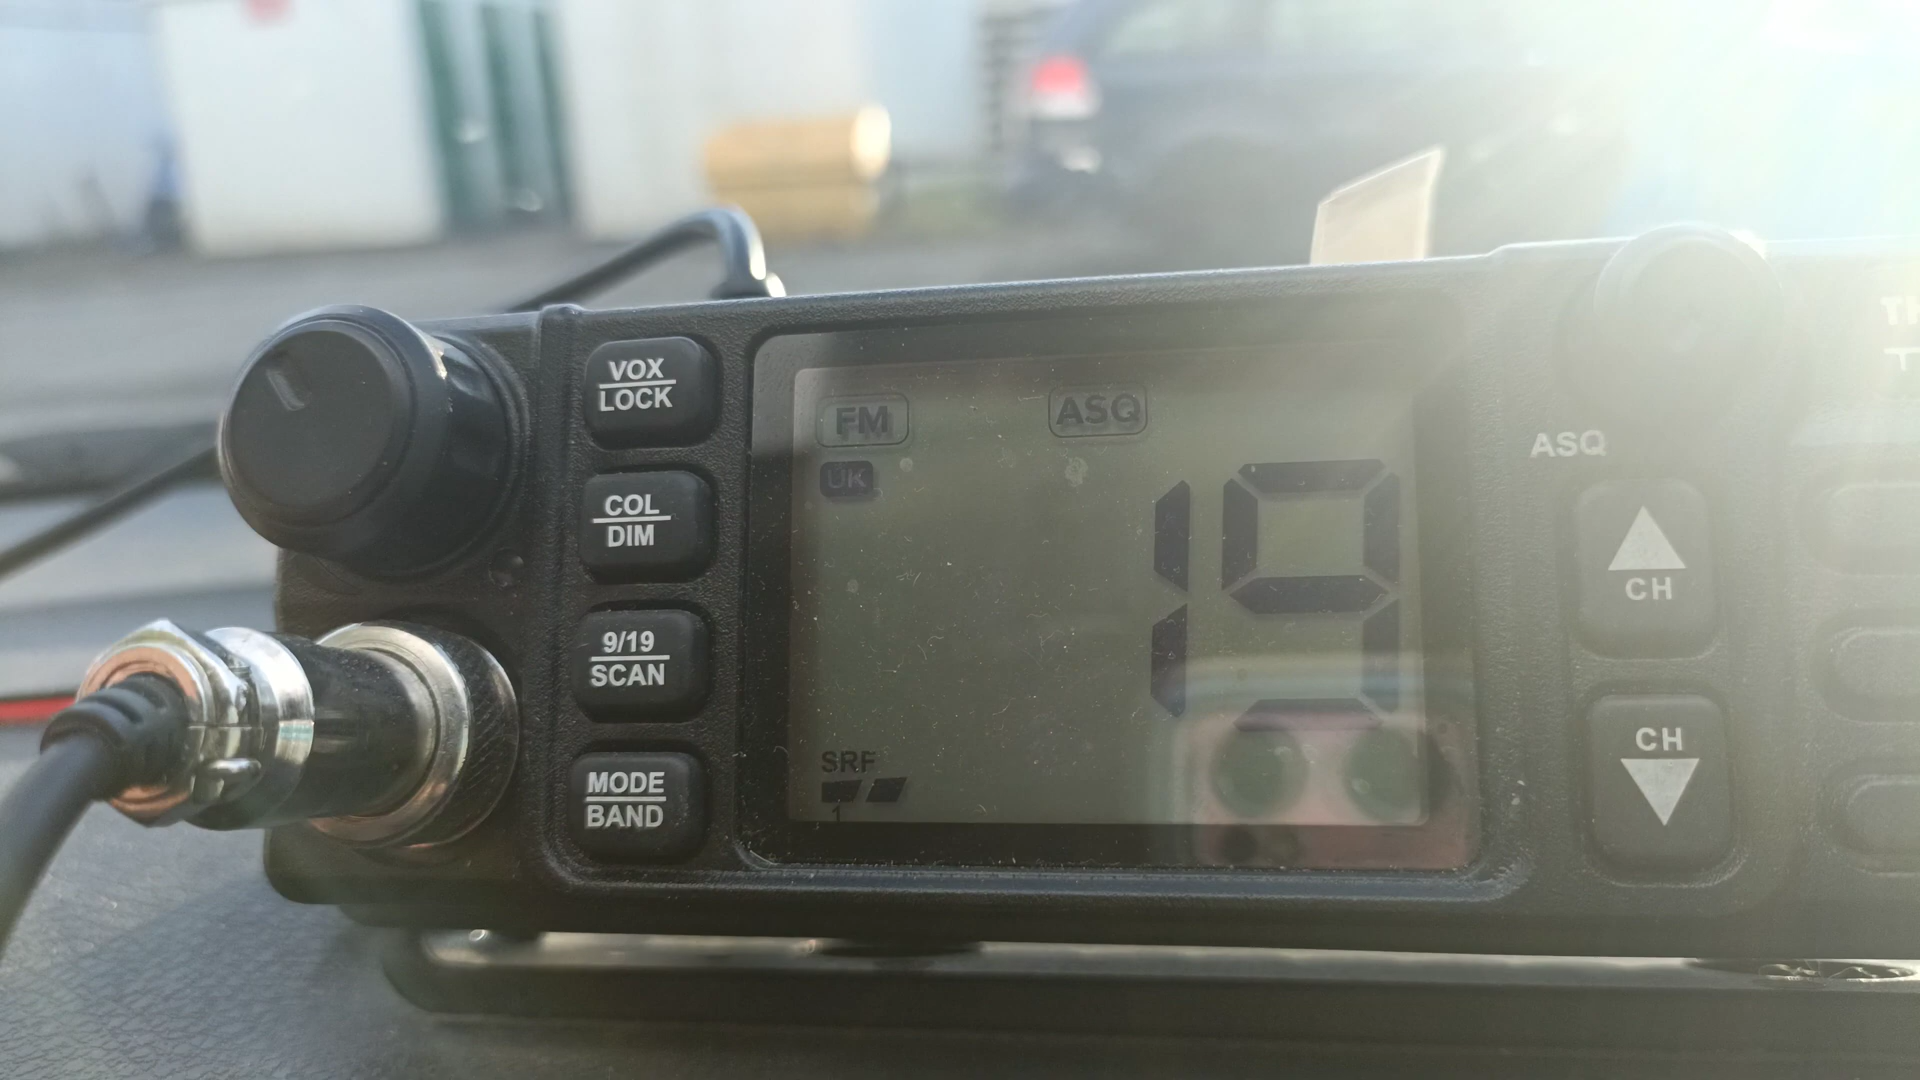 VOX
LOCK
COL
DIM
9/19
SCAN
MODE
BAND
FM
ASQ
UK
19
SRF
1
ASQ
CH
CH